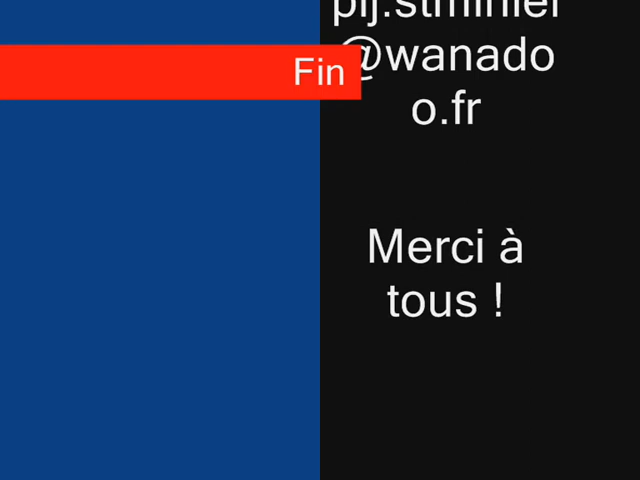 @wanado
Fin
o.fr
Merci à
tous !